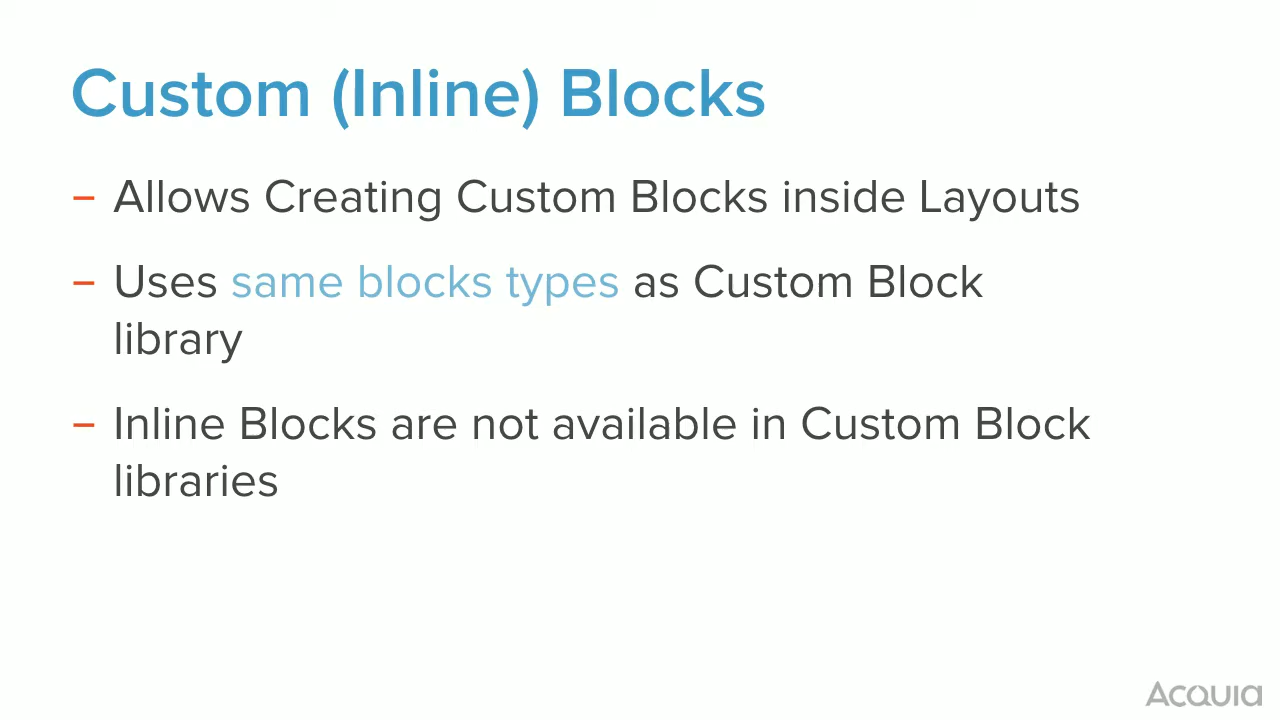 Custom (Inline) Blocks
– Allows Creating Custom Blocks inside Layouts
– Uses same blocks types as Custom Block
library
– Inline Blocks are not available in Custom Block
libraries
Acquia